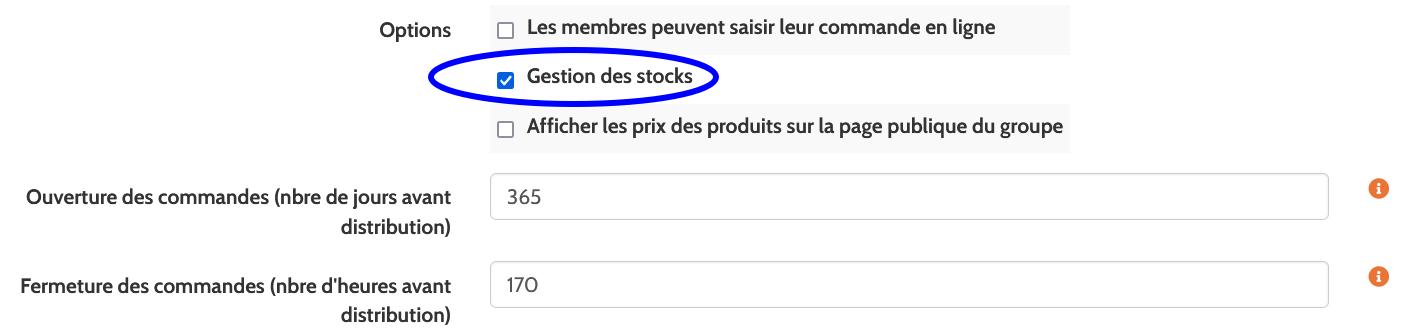 Options
Les membres peuvent saisir leur commande en ligne
Gestion des stocks
Afficher les prix des produits sur la page publique du groupe
Ouverture des commandes (nbre de jours avant
distribution)
365
Fermeture des commandes (nbre d'heures avant
distribution)
170